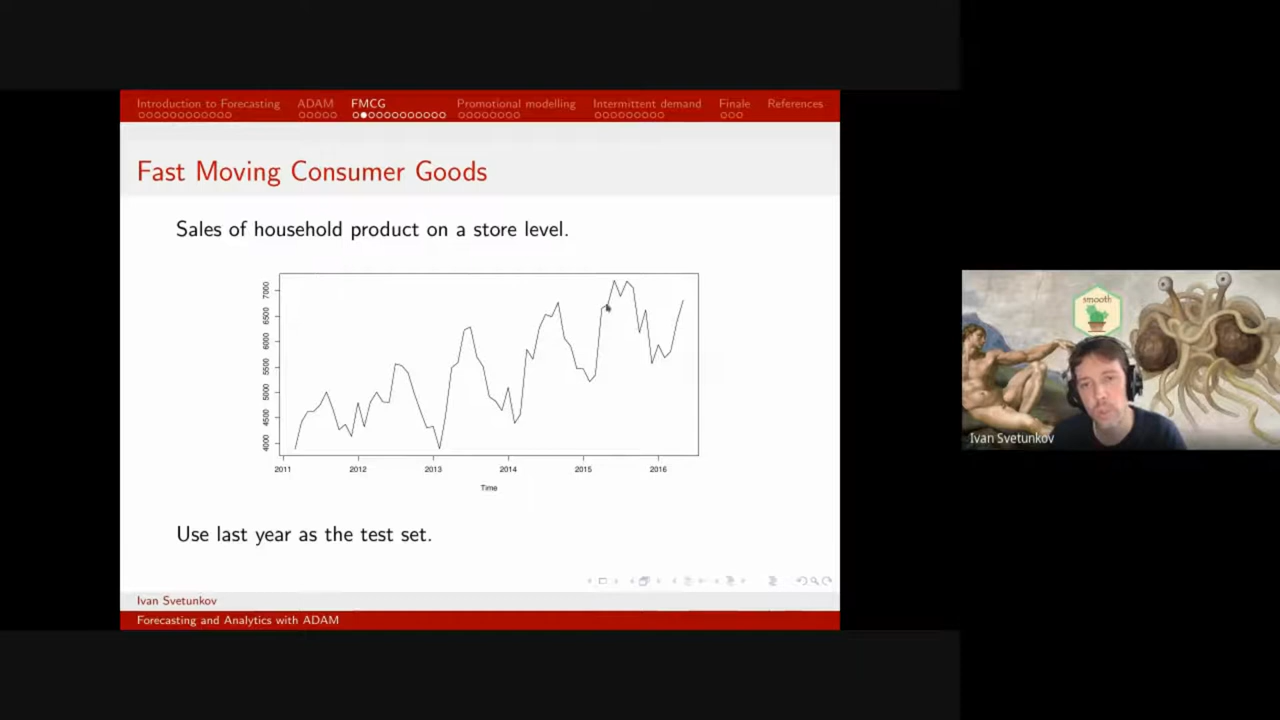 Introduction to Forecasting ADAM FMCG Promotional modelling Intermittent demand Finale References
Fast Moving Consumer Goods
Sales of household product on a store level.
7000
6500
6000
5500
5000
4500
4000
2011 2012 2013 2014 2015 2016
Time
Use last year as the test set.
Ivan Svetunkov
Forecasting and Analytics with ADAM
smooth
Ivan Svetunkov